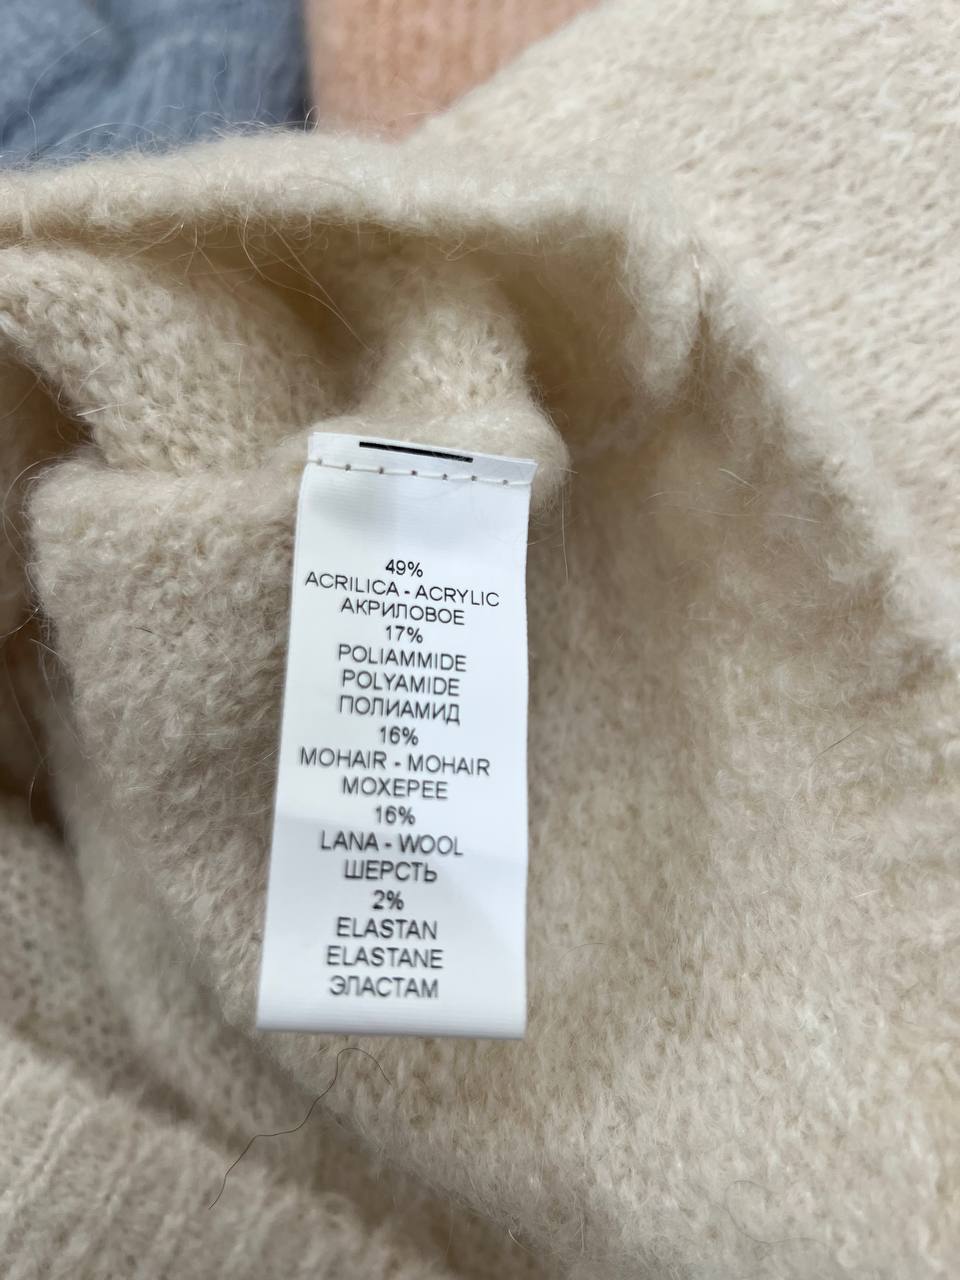 49%
ACRILICA - ACRYLIC
АКРИЛОВОЕ
17%
POLIAMMIDE
POLYAMIDE
ПОЛИАМИД
16%
MOHAIR - MOHAIR
МОХЕРЕЕ
16%
LANA - WOOL
ШЕРСТЬ
2%
ELASTAN
ELASTANE
ЭЛАСТАМ